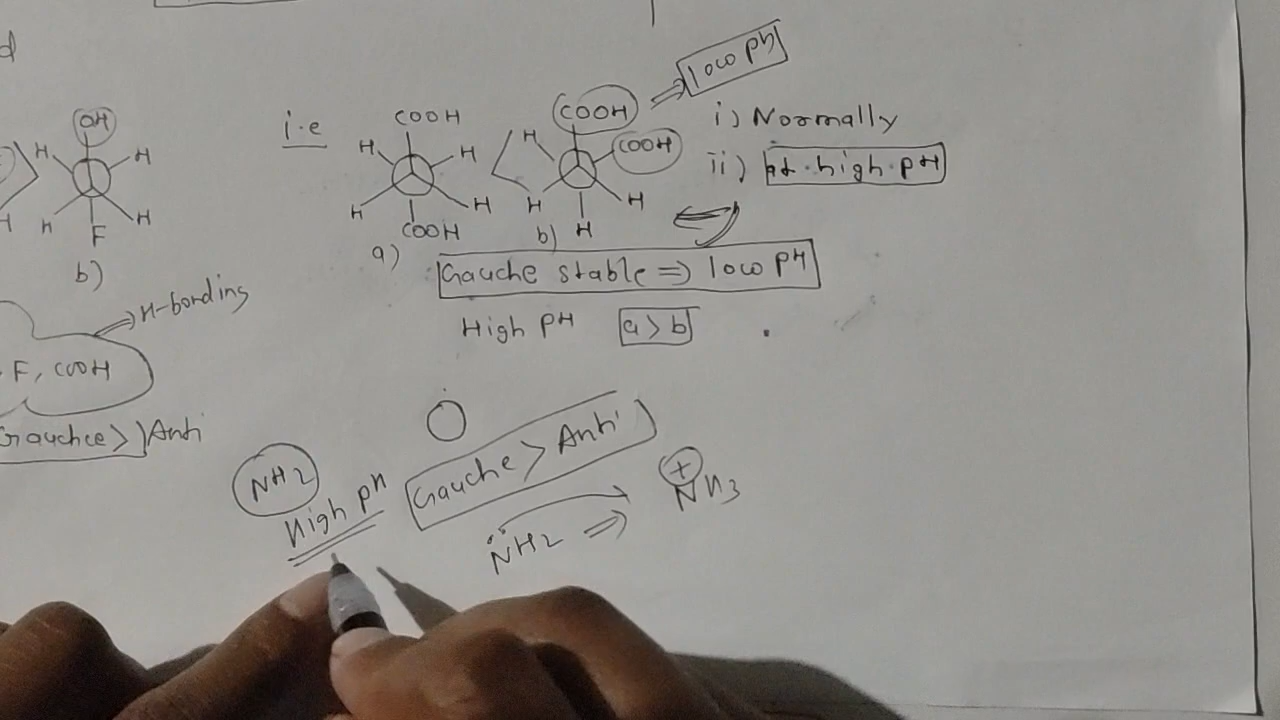 d
OH
H H
H H
F
b)
i.e
COOH
H H
H H
COOH
a)
<
H COOH
COOH
H H
H
b)
⇒ low pH
i) Normally
ii) At high pH
Gauche stable ⇒ low pH
High pH a > b
⇒ H-bonding
F, COOH
Gauche > Anti
NH2
High pH
Gauche > Anti
NH2 ⇒ NH3
+